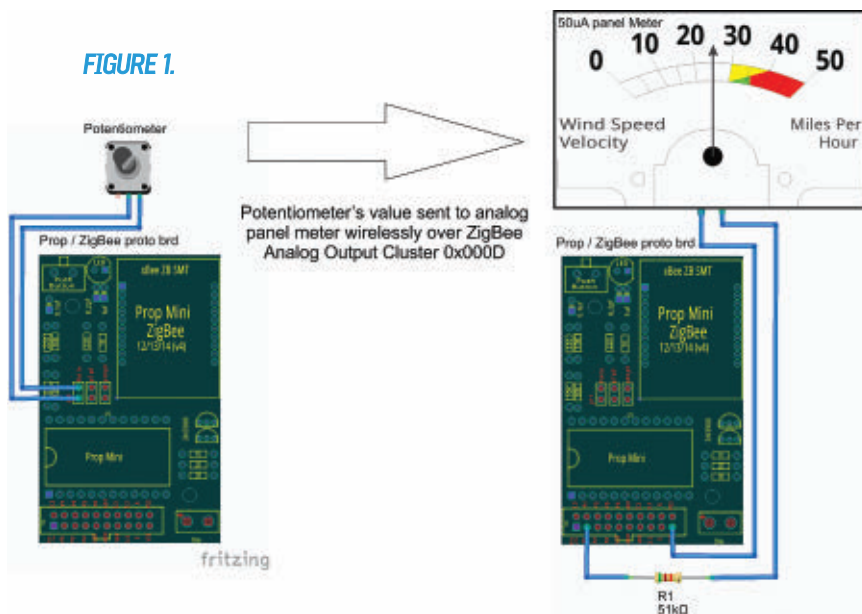 FIGURE 1.
Potentiometer
Potentiometer's value sent to analog
panel meter wirelessly over ZigBee
Analog Output Cluster 0x000D
50uA panel Meter
0 10 20 30 40 50
Wind Speed
Velocity
Miles Per
Hour
Prop / ZigBee proto brd
xBee ZB SMT
Prop Mini
ZigBee
12/13/14 (v4)
Prop Mini
fritzing
Prop / ZigBee proto brd
xBee ZB SMT
Prop Mini
ZigBee
12/13/14 (v4)
Prop Mini
R1
51kΩ